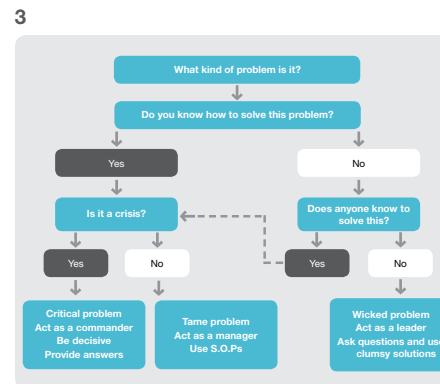 3
What kind of problem is it?
Do you know how to solve this problem?
Yes
No
Is it a crisis?
Does anyone know to
solve this?
Yes
No
Yes
No
Critical problem
Act as a commander
Be decisive
Provide answers
Tame problem
Act as a manager
Use S.O.Ps
Wicked problem
Act as a leader
Ask questions and use
clumsy solutions